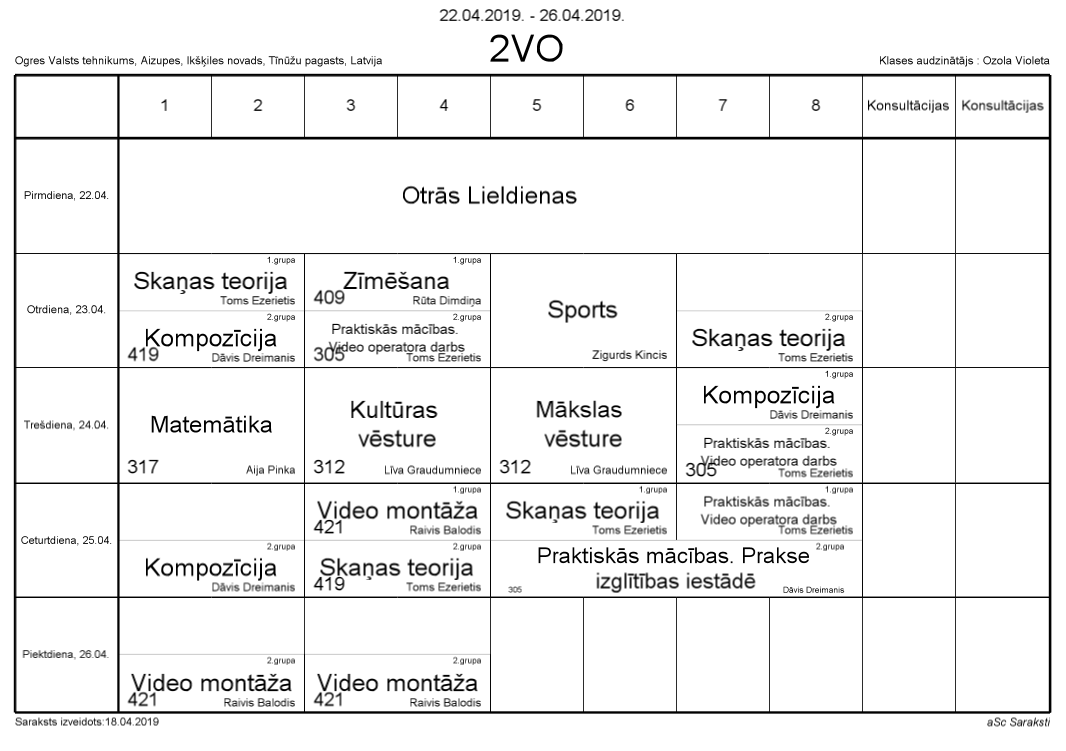 22.04.2019. - 26.04.2019.
2VO
Ogres Valsts tehnikums, Aizupes, Ikšķiles novads, Tīnūžu pagasts, Latvija
Klases audzinātājs : Ozola Violeta
1 2 3 4 5 6 7 8 Konsultācijas Konsultācijas
Pirmdiena, 22.04.
Otrās Lieldienas
Otrdiena, 23.04.
1.grupa
Skaņas teorija
Toms Ezerietis
2.grupa
Kompozīcija
419 Dāvis Dreimanis
1.grupa
Zīmēšana
409 Rūta Dimdiņa
2.grupa
Praktiskās mācības.
Video operatora darbs
305 Toms Ezerietis
Sports
Zigurds Kincis
2.grupa
Skaņas teorija
Toms Ezerietis
Trešdiena, 24.04.
Matemātika
317 Aija Pinka
Kultūras
vēsture
312 Līva Graudumniece
Mākslas
vēsture
312 Līva Graudumniece
1.grupa
Kompozīcija
Dāvis Dreimanis
2.grupa
Praktiskās mācības.
Video operatora darbs
305 Toms Ezerietis
Ceturtdiena, 25.04.
2.grupa
Kompozīcija
Dāvis Dreimanis
1.grupa
Video montāža
421 Raivis Balodis
2.grupa
Skaņas teorija
419 Toms Ezerietis
1.grupa
Skaņas teorija
Toms Ezerietis
1.grupa
Praktiskās mācības.
Video operatora darbs
Toms Ezerietis
2.grupa
Praktiskās mācības. Prakse
izglītības iestādē
305 Dāvis Dreimanis
Piektdiena, 26.04.
2.grupa
Video montāža
421 Raivis Balodis
2.grupa
Video montāža
421 Raivis Balodis
Saraksts izveidots:18.04.2019
aSc Saraksti